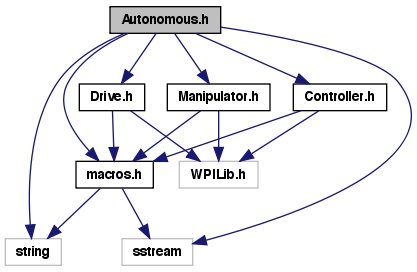 Autonomous.h
Drive.h
Manipulator.h
Controller.h
macros.h
WPILib.h
string
sstream